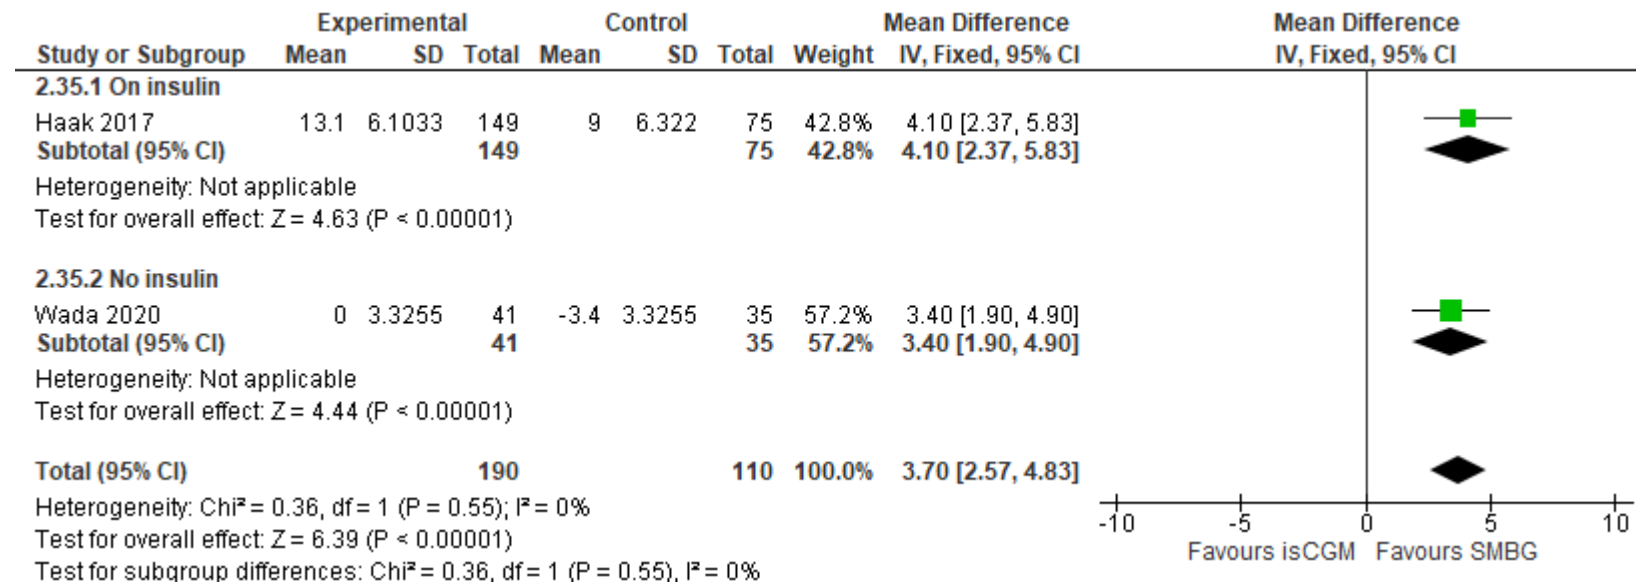 Experimental Control Mean Difference Mean Difference
Study or Subgroup Mean SD Total Mean SD Total Weight IV, Fixed, 95% CI IV, Fixed, 95% CI
2.35.1 On insulin
Haak 2017 13.1 6.1033 149 9 6.322 75 42.8% 4.10 [2.37, 5.83]
Subtotal (95% CI) 149 75 42.8% 4.10 [2.37, 5.83]
Heterogeneity: Not applicable
Test for overall effect: Z = 4.63 (P < 0.00001)
2.35.2 No insulin
Wada 2020 0 3.3255 41 -3.4 3.3255 35 57.2% 3.40 [1.90, 4.90]
Subtotal (95% CI) 41 35 57.2% 3.40 [1.90, 4.90]
Heterogeneity: Not applicable
Test for overall effect: Z = 4.44 (P < 0.00001)
Total (95% CI) 190 110 100.0% 3.70 [2.57, 4.83]
Heterogeneity: Chi² = 0.36, df = 1 (P = 0.55); I² = 0%
Test for overall effect: Z = 6.39 (P < 0.00001)
Test for subgroup differences: Chi² = 0.36, df = 1 (P = 0.55), I² = 0%
-10 -5 0 5 10
Favours isCGM Favours SMBG